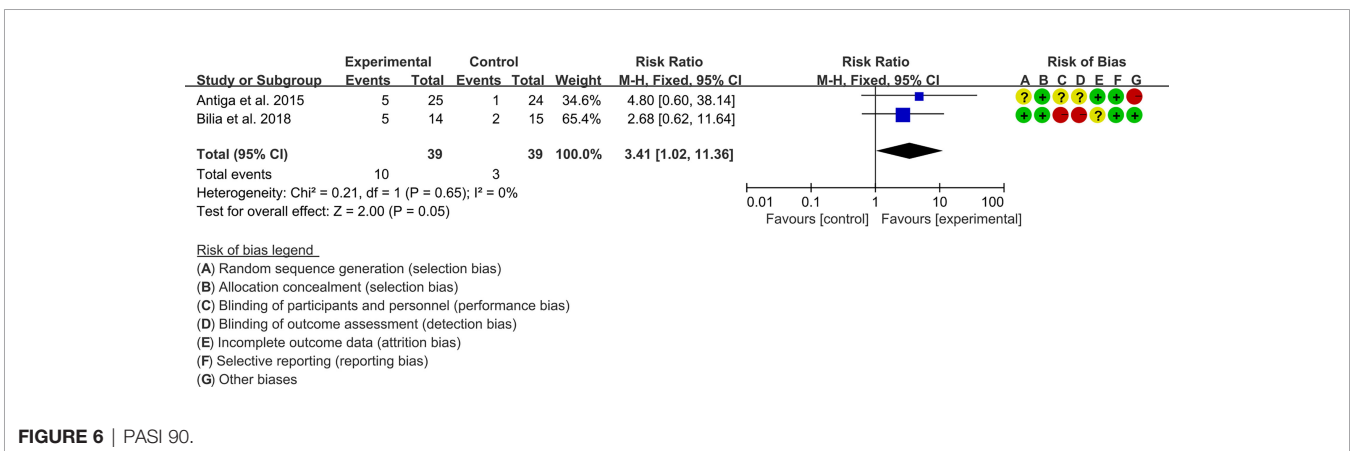 Experimental Control Risk Ratio Risk Ratio Risk of Bias
Study or Subgroup Events Total Events Total Weight M-H, Fixed, 95% CI M-H, Fixed, 95% CI A B C D E F G
Antiga et al. 2015 5 25 1 24 34.6% 4.80 [0.60, 38.14] ? + ? ? + + -
Bilia et al. 2018 5 14 2 15 65.4% 2.68 [0.62, 11.64] + + - - ? + +
Total (95% CI) 39 39 100.0% 3.41 [1.02, 11.36]
Total events 10 3
Heterogeneity: Chi² = 0.21, df = 1 (P = 0.65); I² = 0%
Test for overall effect: Z = 2.00 (P = 0.05)
0.01 0.1 1 10 100
Favours [control] Favours [experimental]
Risk of bias legend
(A) Random sequence generation (selection bias)
(B) Allocation concealment (selection bias)
(C) Blinding of participants and personnel (performance bias)
(D) Blinding of outcome assessment (detection bias)
(E) Incomplete outcome data (attrition bias)
(F) Selective reporting (reporting bias)
(G) Other biases
FIGURE 6 | PASI 90.